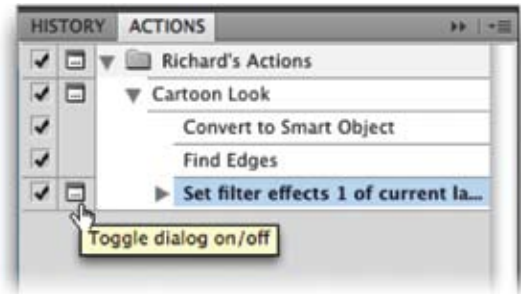 HISTORY ACTIONS
Richard's Actions
Cartoon Look
Convert to Smart Object
Find Edges
Set filter effects 1 of current la...
Toggle dialog on/off